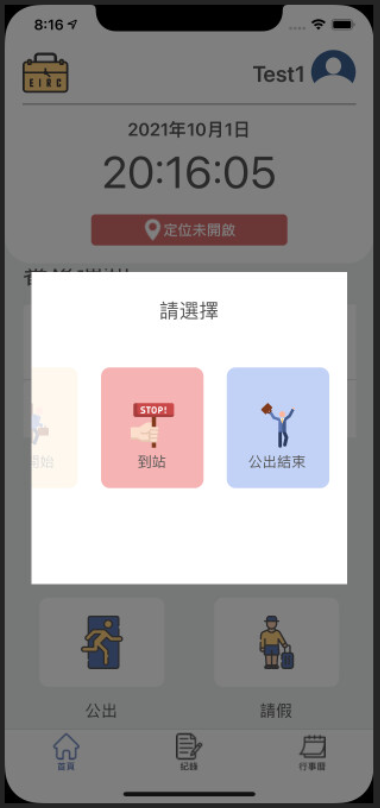 8:16
EIRC
Test1
2021年10月1日
20:16:05
定位未開啟
請選擇
開始
STOP!
到站
公出結束
公出
請假
首頁
紀錄
行事曆